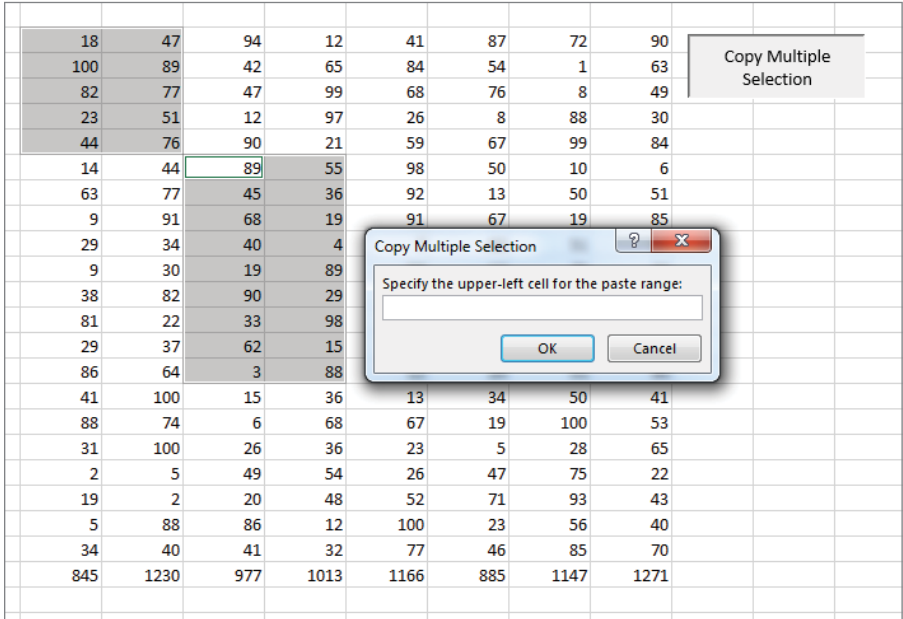 18 47 94 12 41 87 72 90
100 89 42 65 84 54 1 63
82 77 47 99 68 76 8 49
23 51 12 97 26 8 88 30
44 76 90 21 59 67 99 84
14 44 89 55 98 50 10 6
63 77 45 36 92 13 50 51
9 91 68 19 91 67 19 85
29 34 40 4
9 30 19 89
38 82 90 29
81 22 33 98
29 37 62 15
86 64 3 88
41 100 15 36 13 34 50 41
88 74 6 68 67 19 100 53
31 100 26 36 23 5 28 65
2 5 49 54 26 47 75 22
19 2 20 48 52 71 93 43
5 88 86 12 100 23 56 40
34 40 41 32 77 46 85 70
845 1230 977 1013 1166 885 1147 1271
Copy Multiple
Selection
Copy Multiple Selection ? X
Specify the upper-left cell for the paste range:
OK Cancel